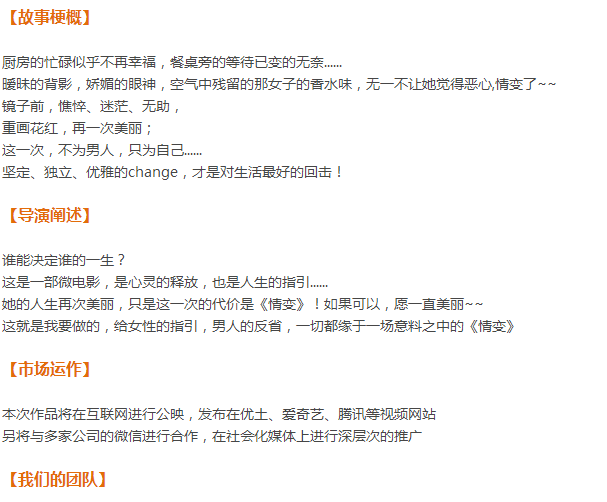 【故事梗概】
厨房的忙碌似乎不再幸福，餐桌旁的等待已变的无奈......
暧昧的背影，娇媚的眼神，空气中残留的那女子的香水味，无一不让她觉得恶心,情变了~~
镜子前，憔悴、迷茫、无助，
重画花红，再一次美丽；
这一次，不为男人，只为自己......
坚定、独立、优雅的change，才是对生活最好的回击！
【导演阐述】
谁能决定谁的一生？
这是一部微电影，是心灵的释放，也是人生的指引......
她的人生再次美丽，只是这一次的代价是《情变》！如果可以，愿一直美丽~~
这就是我要做的，给女性的指引，男人的反省，一切都缘于一场意料之中的《情变》
【市场运作】
本次作品将在互联网进行公映，发布在优土、爱奇艺、腾讯等视频网站
另将与多家公司的微信进行合作，在社会化媒体上进行深层次的推广
【我们的团队】